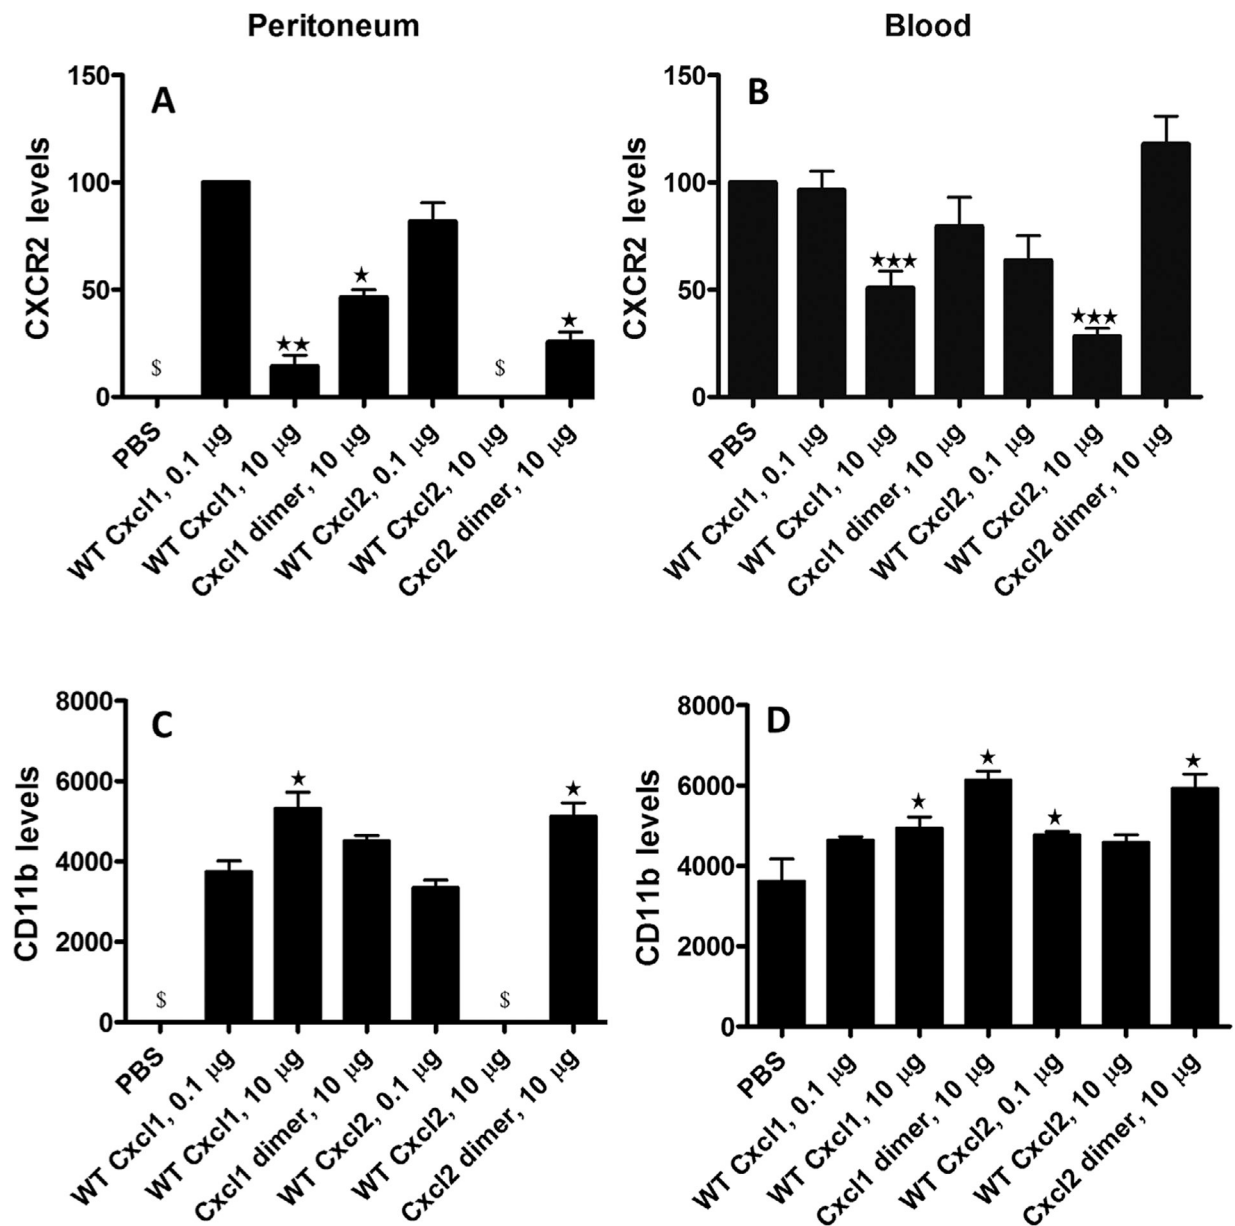 Peritoneum
Blood
A
CXCR2 levels
150
100
50
0
★★
★
★
$
$
PBS
WT Cxcl1, 0.1 µg
WT Cxcl1, 10 µg
Cxcl1 dimer, 10 µg
WT Cxcl2, 0.1 µg
WT Cxcl2, 10 µg
Cxcl2 dimer, 10 µg
B
CXCR2 levels
150
100
50
0
★★★
★★★
PBS
WT Cxcl1, 0.1 µg
WT Cxcl1, 10 µg
Cxcl1 dimer, 10 µg
WT Cxcl2, 0.1 µg
WT Cxcl2, 10 µg
Cxcl2 dimer, 10 µg
C
CD11b levels
8000
6000
4000
2000
0
★
★
$
$
PBS
WT Cxcl1, 0.1 µg
WT Cxcl1, 10 µg
Cxcl1 dimer, 10 µg
WT Cxcl2, 0.1 µg
WT Cxcl2, 10 µg
Cxcl2 dimer, 10 µg
D
CD11b levels
8000
6000
4000
2000
0
★
★
★
★
PBS
WT Cxcl1, 0.1 µg
WT Cxcl1, 10 µg
Cxcl1 dimer, 10 µg
WT Cxcl2, 0.1 µg
WT Cxcl2, 10 µg
Cxcl2 dimer, 10 µg